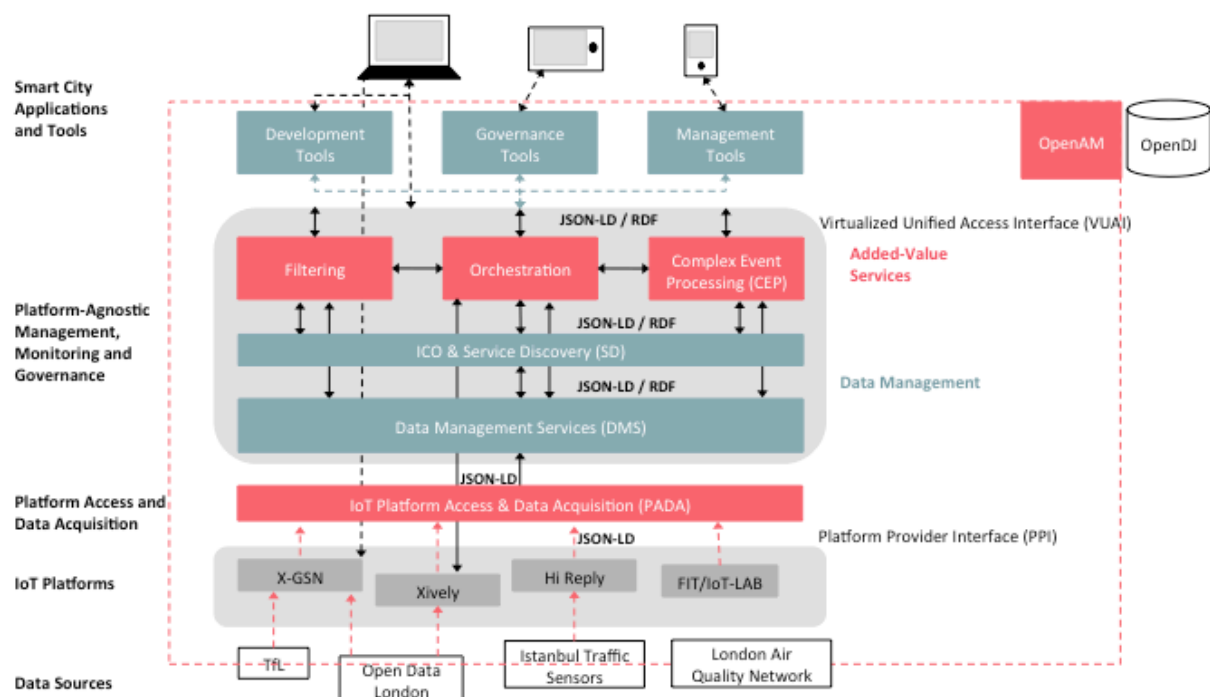 Smart City
Applications
and Tools
Development
Tools
Governance
Tools
Management
Tools
OpenAM
OpenDJ
JSON-LD / RDF
Virtualized Unified Access Interface (VUAI)
Added-Value
Services
Filtering
Orchestration
Complex Event
Processing (CEP)
Platform-Agnostic
Management,
Monitoring and
Governance
JSON-LD / RDF
ICO & Service Discovery (SD)
JSON-LD / RDF
Data Management
Data Management Services (DMS)
JSON-LD
Platform Access and
Data Acquisition
IoT Platform Access & Data Acquisition (PADA)
JSON-LD
Platform Provider Interface (PPI)
IoT Platforms
X-GSN
Xively
Hi Reply
FIT/IoT-LAB
Data Sources
TfL
Open Data
London
Istanbul Traffic
Sensors
London Air
Quality Network